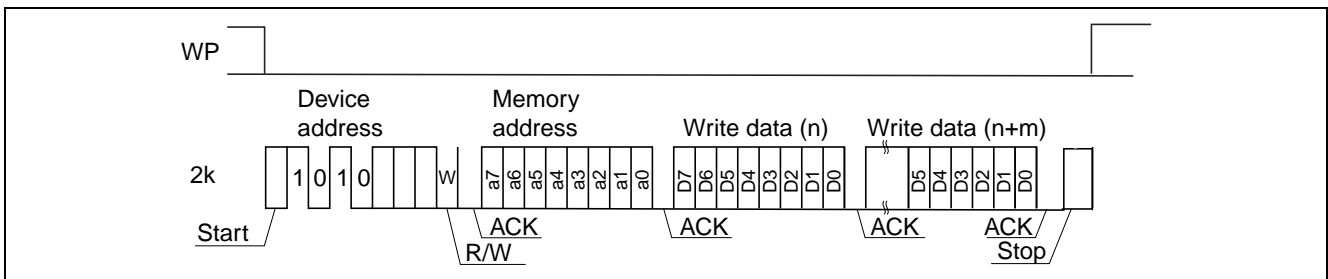 WP
Device address
Memory address
Write data (n)
Write data (n+m)
2k
1 0 1 0 W
a7 a6 a5 a4 a3 a2 a1 a0
D7 D6 D5 D4 D3 D2 D1 D0
D5 D4 D3 D2 D1 D0
Start
R/W
ACK
ACK
ACK
ACK
Stop